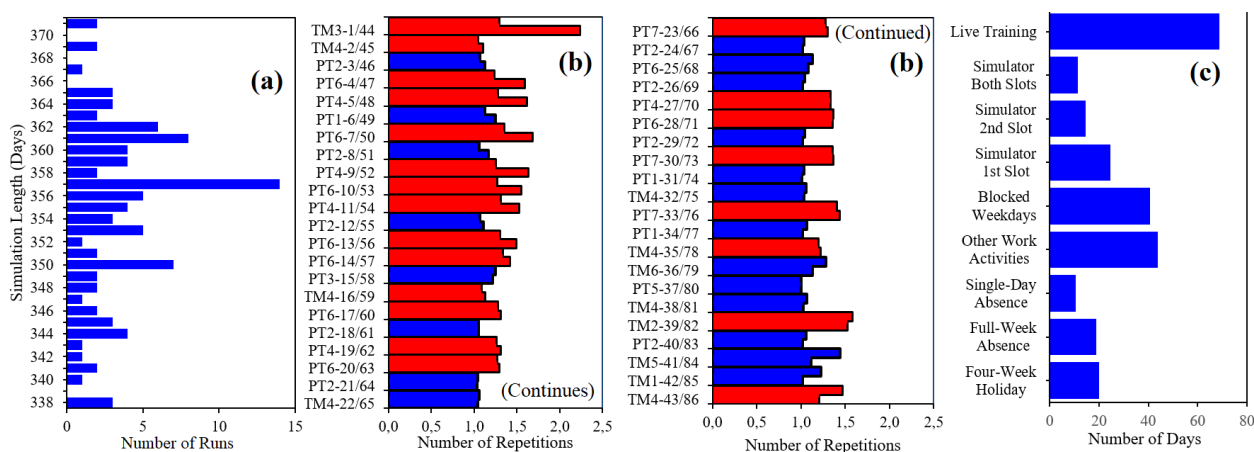 Simulation Length (Days)
370
368
366
364
362
360
358
356
354
352
350
348
346
344
342
340
338
0
5
10
15
Number of Runs
(a)
TM3-1/44
TM4-2/45
PT2-3/46
PT6-4/47
PT4-5/48
PT1-6/49
PT6-7/50
PT2-8/51
PT4-9/52
PT6-10/53
PT4-11/54
PT2-12/55
PT6-13/56
PT6-14/57
PT3-15/58
TM4-16/59
PT6-17/60
PT2-18/61
PT4-19/62
PT6-20/63
PT2-21/64
TM4-22/65
(b)
(Continues)
0,0
0,5
1,0
1,5
2,0
2,5
Number of Repetitions
PT7-23/66
PT2-24/67
PT6-25/68
PT2-26/69
PT4-27/70
PT6-28/71
PT2-29/72
PT7-30/73
PT1-31/74
TM4-32/75
PT7-33/76
PT1-34/77
TM4-35/78
TM6-36/79
PT5-37/80
TM4-38/81
TM2-39/82
PT2-40/83
TM5-41/84
TM1-42/85
TM4-43/86
(Continued)
(b)
0,0
0,5
1,0
1,5
2,0
2,5
Number of Repetitions
Live Training
Simulator
Both Slots
Simulator
2nd Slot
Simulator
1st Slot
Blocked
Weekdays
Other Work
Activities
Single-Day
Absence
Full-Week
Absence
Four-Week
Holiday
(c)
0
20
40
60
80
Number of Days